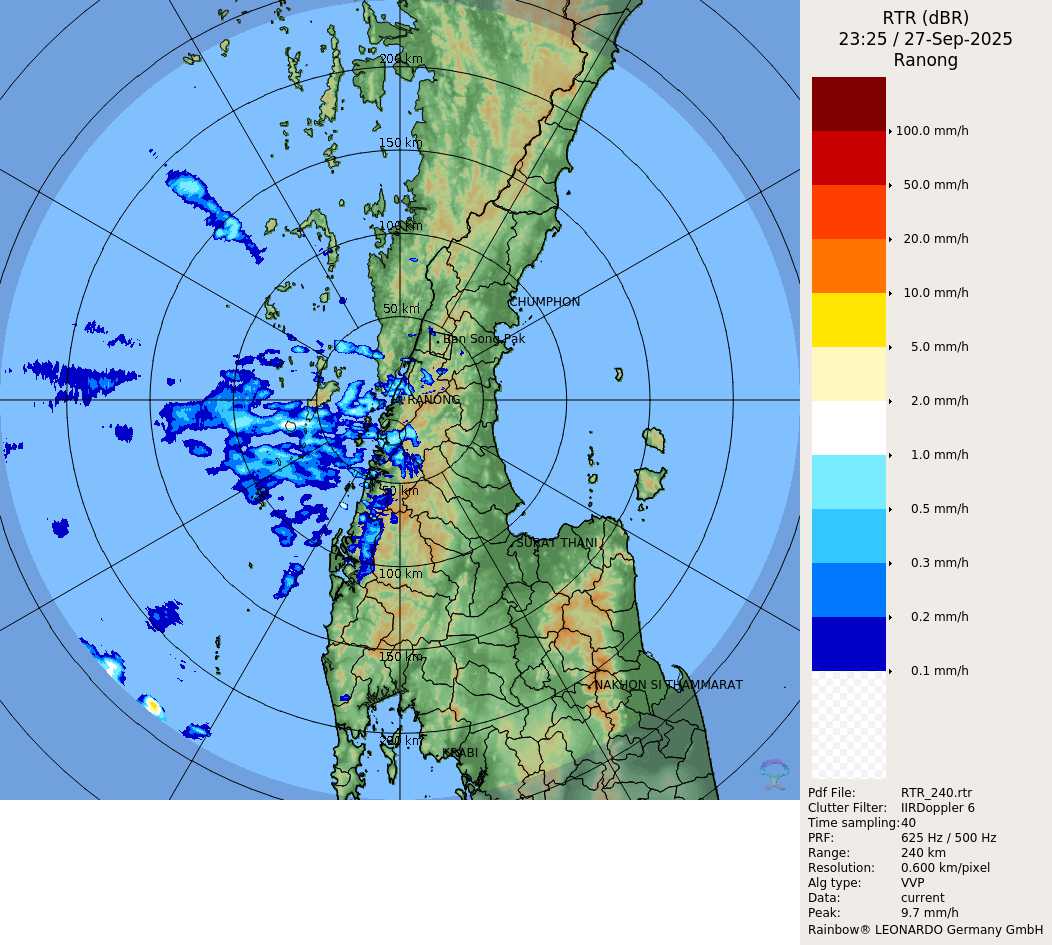 RTR (dBR)
23:25 / 27-Sep-2025
Ranong
200 km
150 km
100 km
50 km
CHUMPHON
Ban Song Pak
RANONG
50 km
SURAT THANI
100 km
150 km
NAKHON SI THAMMARAT
200 km
KRABI
100.0 mm/h
50.0 mm/h
20.0 mm/h
10.0 mm/h
5.0 mm/h
2.0 mm/h
1.0 mm/h
0.5 mm/h
0.3 mm/h
0.2 mm/h
0.1 mm/h
Pdf File: RTR_240.rtr
Clutter Filter: IIRDoppler 6
Time sampling:40
PRF: 625 Hz / 500 Hz
Range: 240 km
Resolution: 0.600 km/pixel
Alg type: VVP
Data: current
Peak: 9.7 mm/h
Rainbow® LEONARDO Germany GmbH